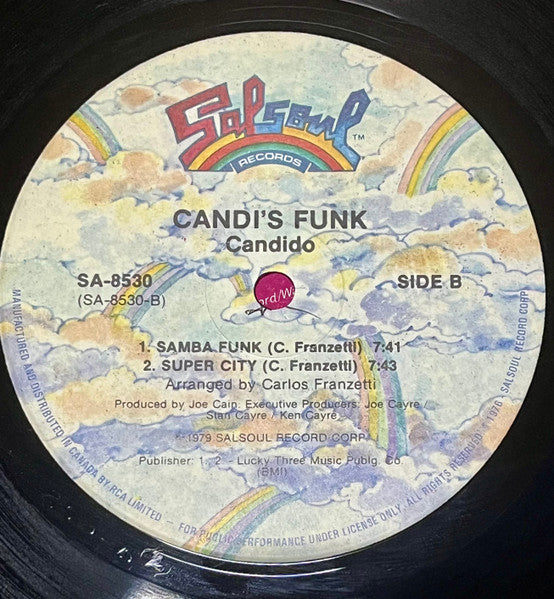 Salsoul
TM
RECORDS
CANDI'S FUNK
Candido
SA-8530
(SA-8530-B)
SIDE B
ord/W
1. SAMBA FUNK (C. Franzetti) 7:41
2. SUPER CITY (C. Franzetti) 7:43
Arranged by Carlos Franzetti
Produced by Joe Cain. Executive Producers: Joe Cayre /
Stan Cayre / Ken Cayre
℗ 1979 SALSOUL RECORD CORP.
Publisher: 1, 2 - Lucky Three Music Publg. Co.
(BMI)
MANUFACTURED AND DISTRIBUTED IN CANADA BY RCA LIMITED – FOR PUBLIC PERFORMANCE UNDER LICENSE ONLY. ALL RIGHTS RESERVED 1976 SALSOUL RECORD CORP.